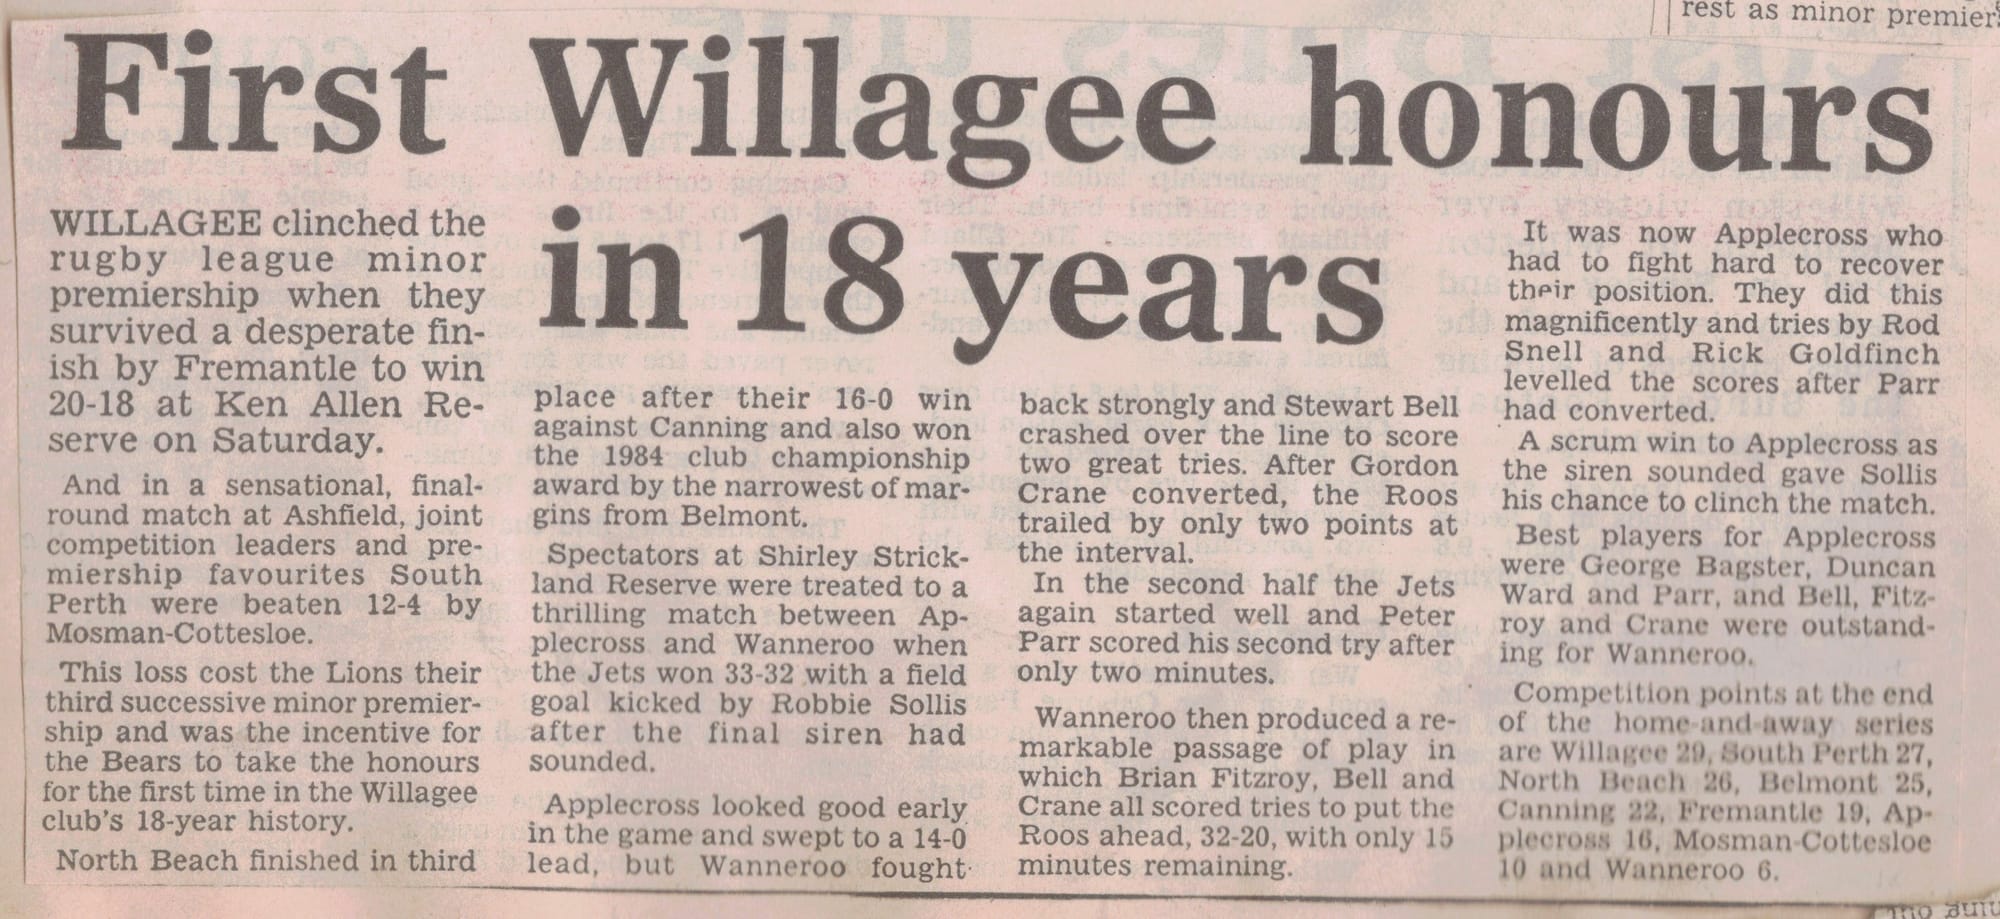 rest as minor premier
First Willagee honours
in 18 years
WILLAGEE clinched the
rugby league minor
premiership when they
survived a desperate fin-
ish by Fremantle to win
20-18 at Ken Allen Re-
serve on Saturday.
And in a sensational, final-
round match at Ashfield, joint
competition leaders and pre-
miership favourites South
Perth were beaten 12-4 by
Mosman-Cottesloe.
This loss cost the Lions their
third successive minor premier-
ship and was the incentive for
the Bears to take the honours
for the first time in the Willagee
club's 18-year history.
North Beach finished in third
place after their 16-0 win
against Canning and also won
the 1984 club championship
award by the narrowest of mar-
gins from Belmont.
Spectators at Shirley Strick-
land Reserve were treated to a
thrilling match between Ap-
plecross and Wanneroo when
the Jets won 33-32 with a field
goal kicked by Robbie Sollis
after the final siren had
sounded.
Applecross looked good early
in the game and swept to a 14-0
lead, but Wanneroo fought
back strongly and Stewart Bell
crashed over the line to score
two great tries. After Gordon
Crane converted, the Roos
trailed by only two points at
the interval.
In the second half the Jets
again started well and Peter
Parr scored his second try after
only two minutes.
Wanneroo then produced a re-
markable passage of play in
which Brian Fitzroy, Bell and
Crane all scored tries to put the
Roos ahead, 32-20, with only 15
minutes remaining.
It was now Applecross who
had to fight hard to recover
their position. They did this
magnificently and tries by Rod
Snell and Rick Goldfinch
levelled the scores after Parr
had converted.
A scrum win to Applecross as
the siren sounded gave Sollis
his chance to clinch the match.
Best players for Applecross
were George Bagster, Duncan
Ward and Parr, and Bell, Fitz-
roy and Crane were outstand-
ing for Wanneroo.
Competition points at the end
of the home-and-away series
are Willagee 29, South Perth 27,
North Beach 26, Belmont 25,
Canning 22, Fremantle 19, Ap-
plecross 16, Mosman-Cottesloe
10 and Wanneroo 6.